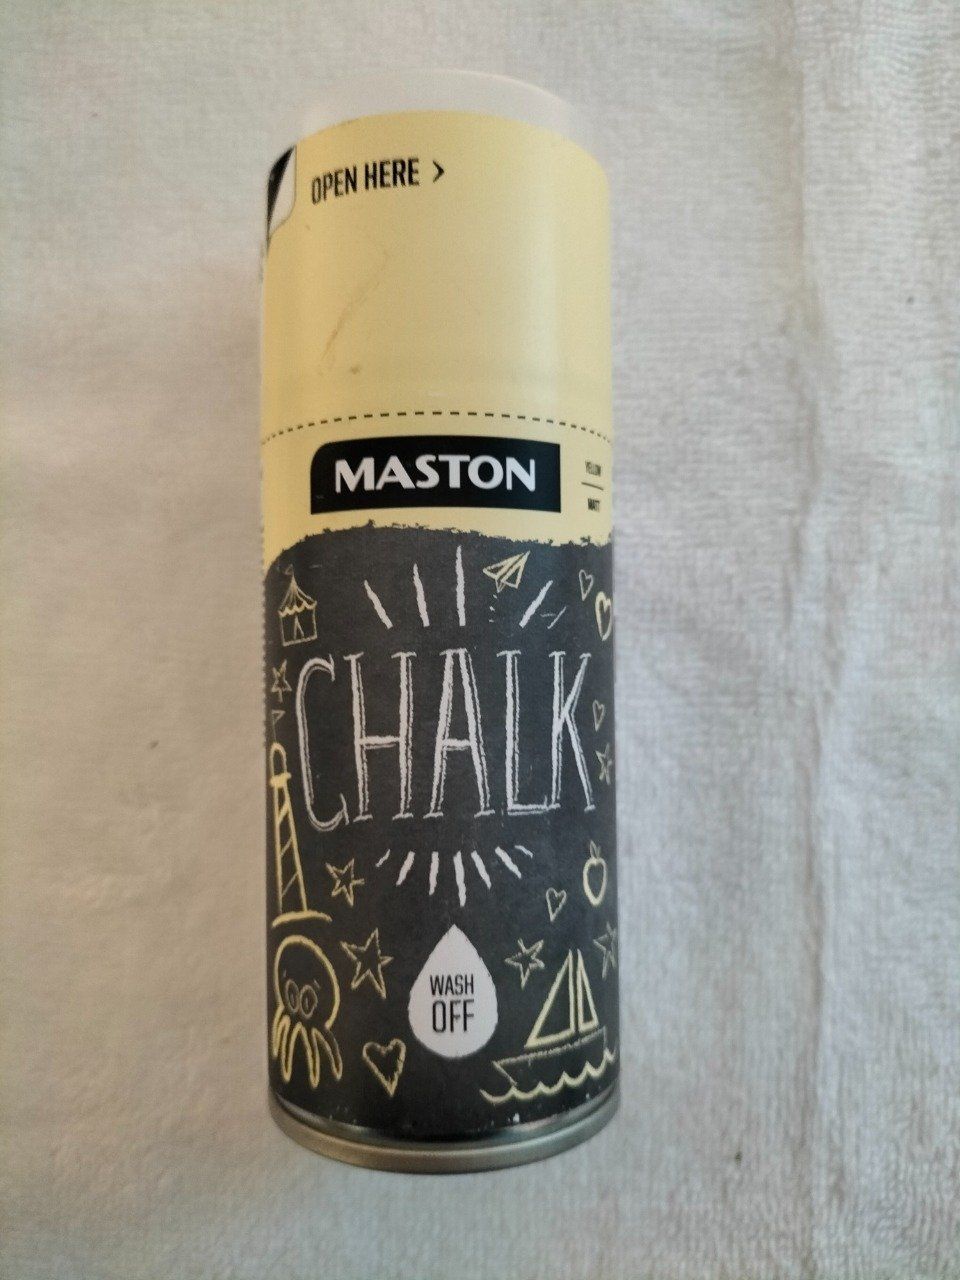 OPEN HERE >
MASTON
YELLOW
MATT
CHALK
WASH
OFF